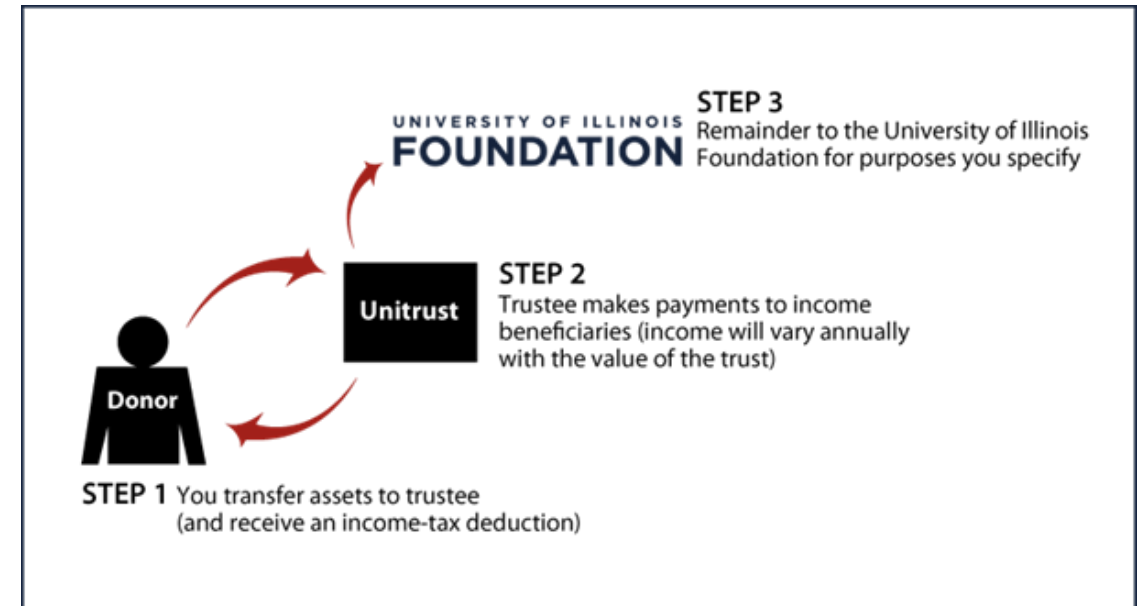 UNIVERSITY OF ILLINOIS
FOUNDATION
STEP 3
Remainder to the University of Illinois
Foundation for purposes you specify
Unitrust
STEP 2
Trustee makes payments to income
beneficiaries (income will vary annually
with the value of the trust)
Donor
STEP 1 You transfer assets to trustee
(and receive an income-tax deduction)